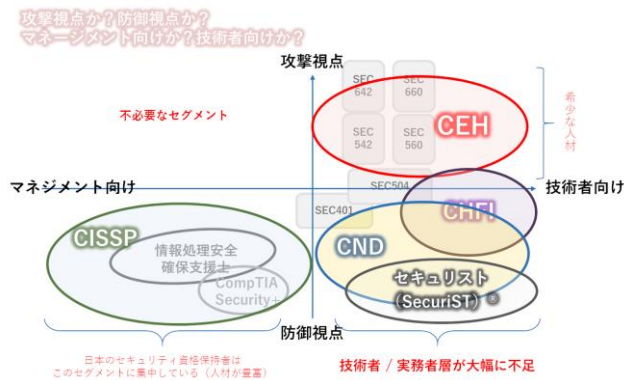 攻撃視点か？防御視点か？
マネージメント向けか？技術者向けか？
攻撃視点
SEC
642
SEC
660
不必要なセグメント
SEC
542
SEC
560
CEH
希少な人材
マネジメント向け
SEC504
技術者向け
SEC401
CHFI
CISSP
情報処理安全
確保支援士
CND
CompTIA
Security+
セキュリスト
(SecuriST)®
防御視点
日本のセキュリティ資格保持者は
このセグメントに集中している（人材が豊富）
技術者 / 実務者層が大幅に不足